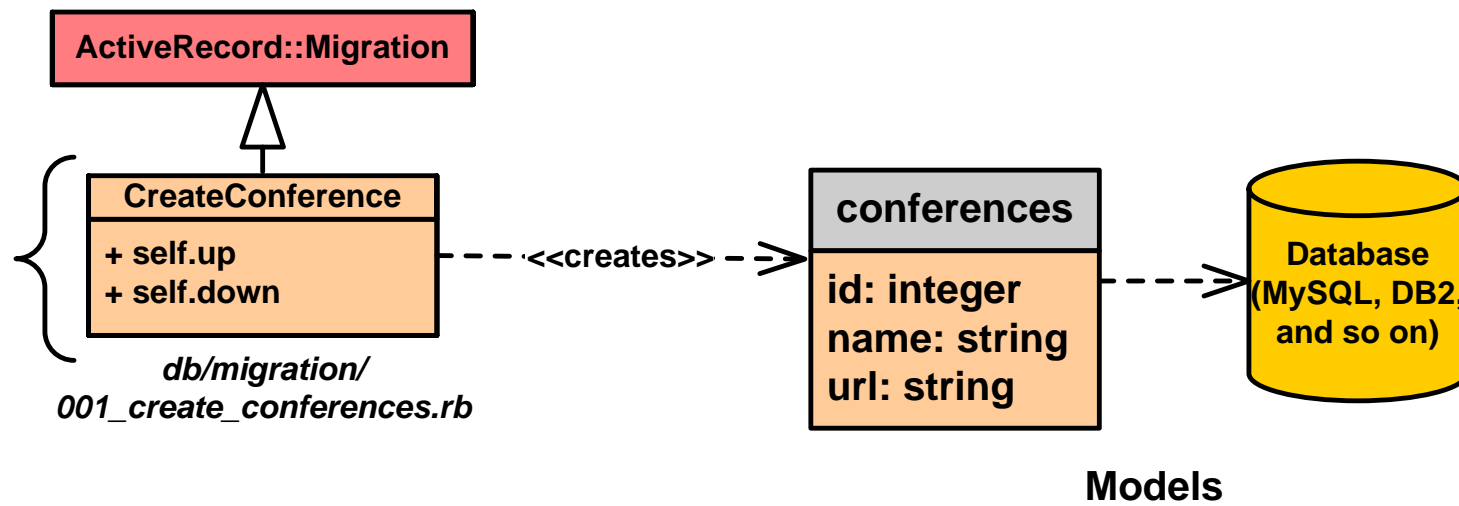 ActiveRecord::Migration
CreateConference
+ self.up
+ self.down
db/migration/
001_create_conferences.rb
<<creates>>
conferences
id: integer
name: string
url: string
Database
(MySQL, DB2,
and so on)
Models